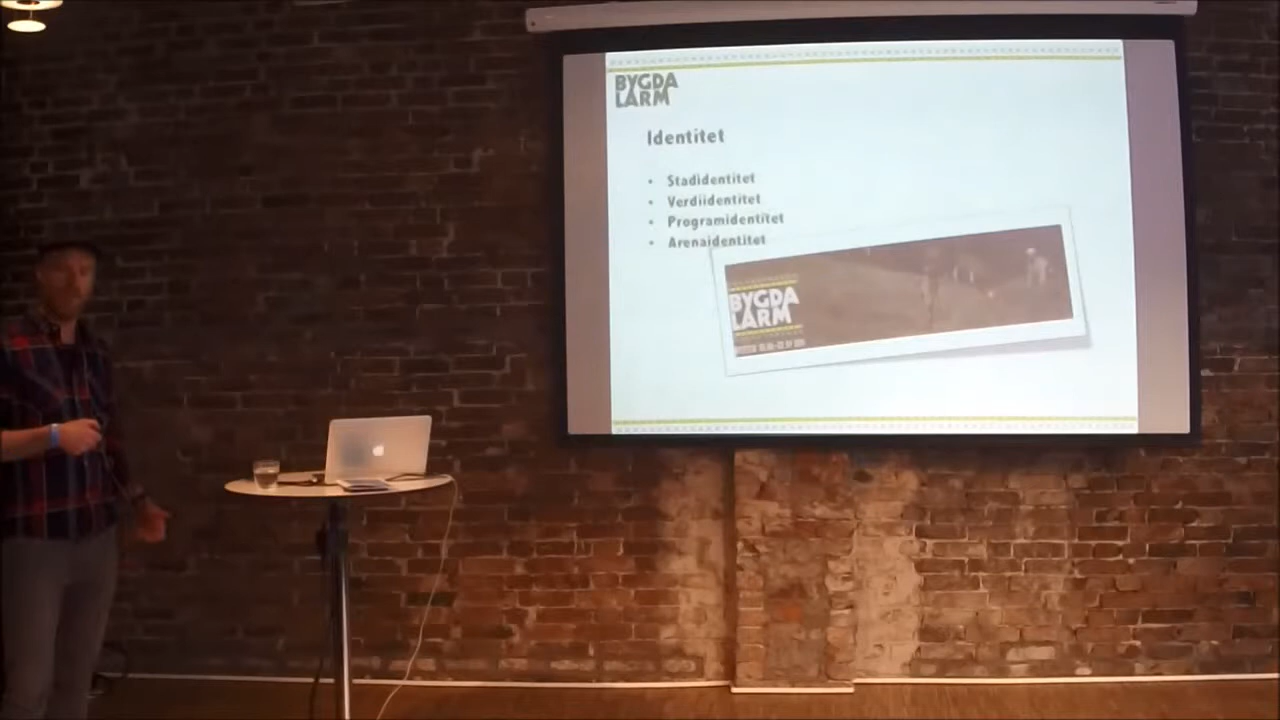 BYGDA
LARM
Identitet
• Stadidentitet
• Verdiidentitet
• Programidentitet
• Arenaidentitet
BYGDA
LARM